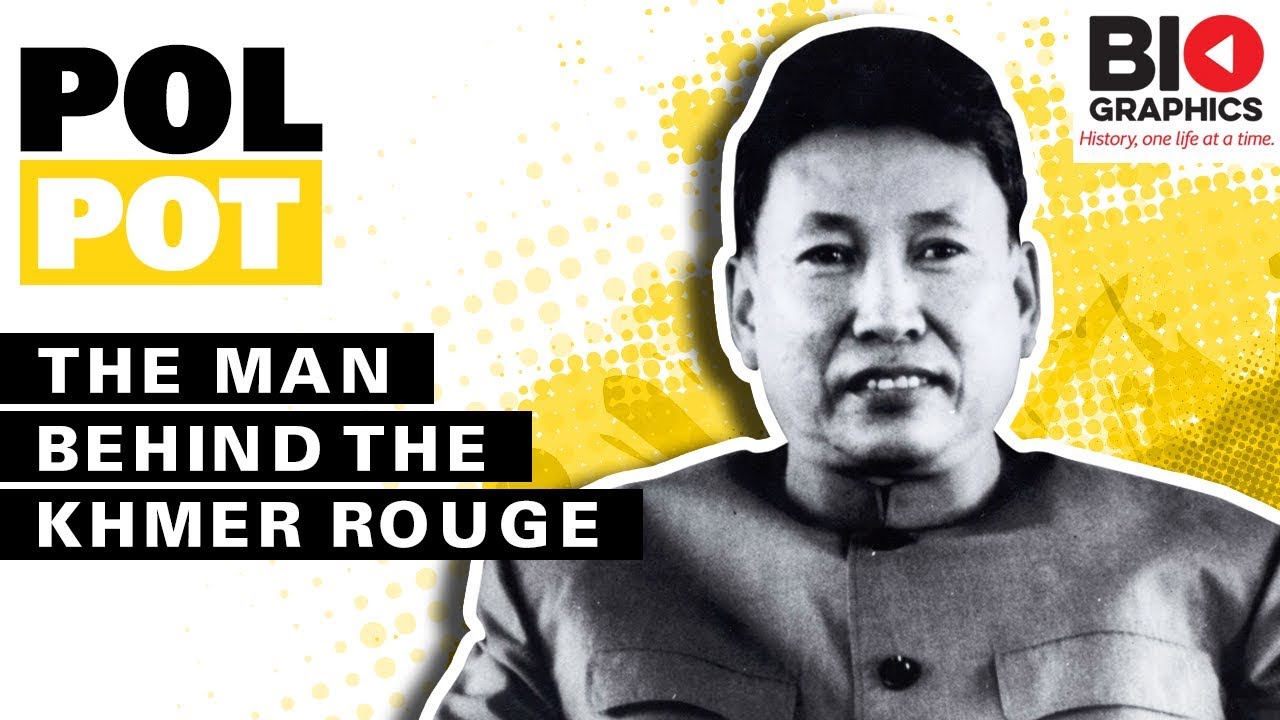 POL
POT
THE MAN
BEHIND THE
KHMER ROUGE
BIO
GRAPHICS
History, one life at a time.